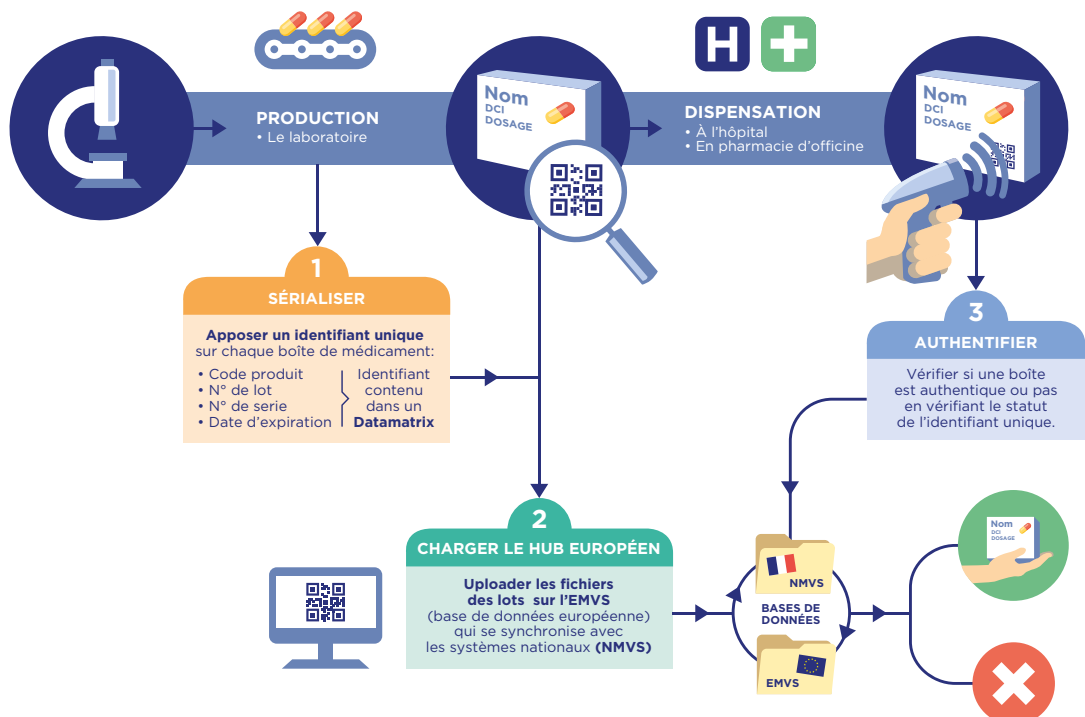 H
PRODUCTION
• Le laboratoire
Nom
DCI
DOSAGE
DISPENSATION
• À l'hôpital
• En pharmacie d'officine
Nom
DCI
DOSAGE
1
SÉRIALISER
Apposer un identifiant unique
sur chaque boîte de médicament:
• Code produit
• N° de lot
• N° de serie
• Date d'expiration
Identifiant
contenu
dans un
Datamatrix
3
AUTHENTIFIER
Vérifier si une boîte
est authentique ou pas
en vérifiant le statut
de l'identifiant unique.
2
CHARGER LE HUB EUROPÉEN
Uploader les fichiers
des lots sur l'EMVS
(base de données européenne)
qui se synchronise avec
les systèmes nationaux (NMVS)
NMVS
BASES DE
DONNÉES
EMVS
Nom
DCI
DOSAGE